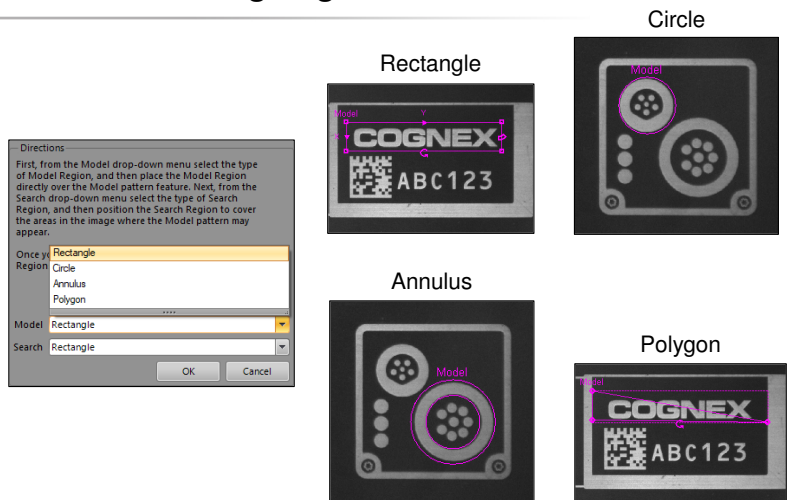 Circle
Rectangle
Model
Model
Y
COGNEX
ABC123
Directions
First, from the Model drop-down menu select the type
of Model Region, and then place the Model Region
directly over the Model pattern feature. Next, from the
Search drop-down menu select the type of Search
Region, and then position the Search Region to cover
the areas in the image where the Model pattern may
appear.
Once yo
Region
Rectangle
Circle
Annulus
Polygon
Model Rectangle
Search Rectangle
OK Cancel
Annulus
Model
Polygon
Model
COGNEX
ABC123